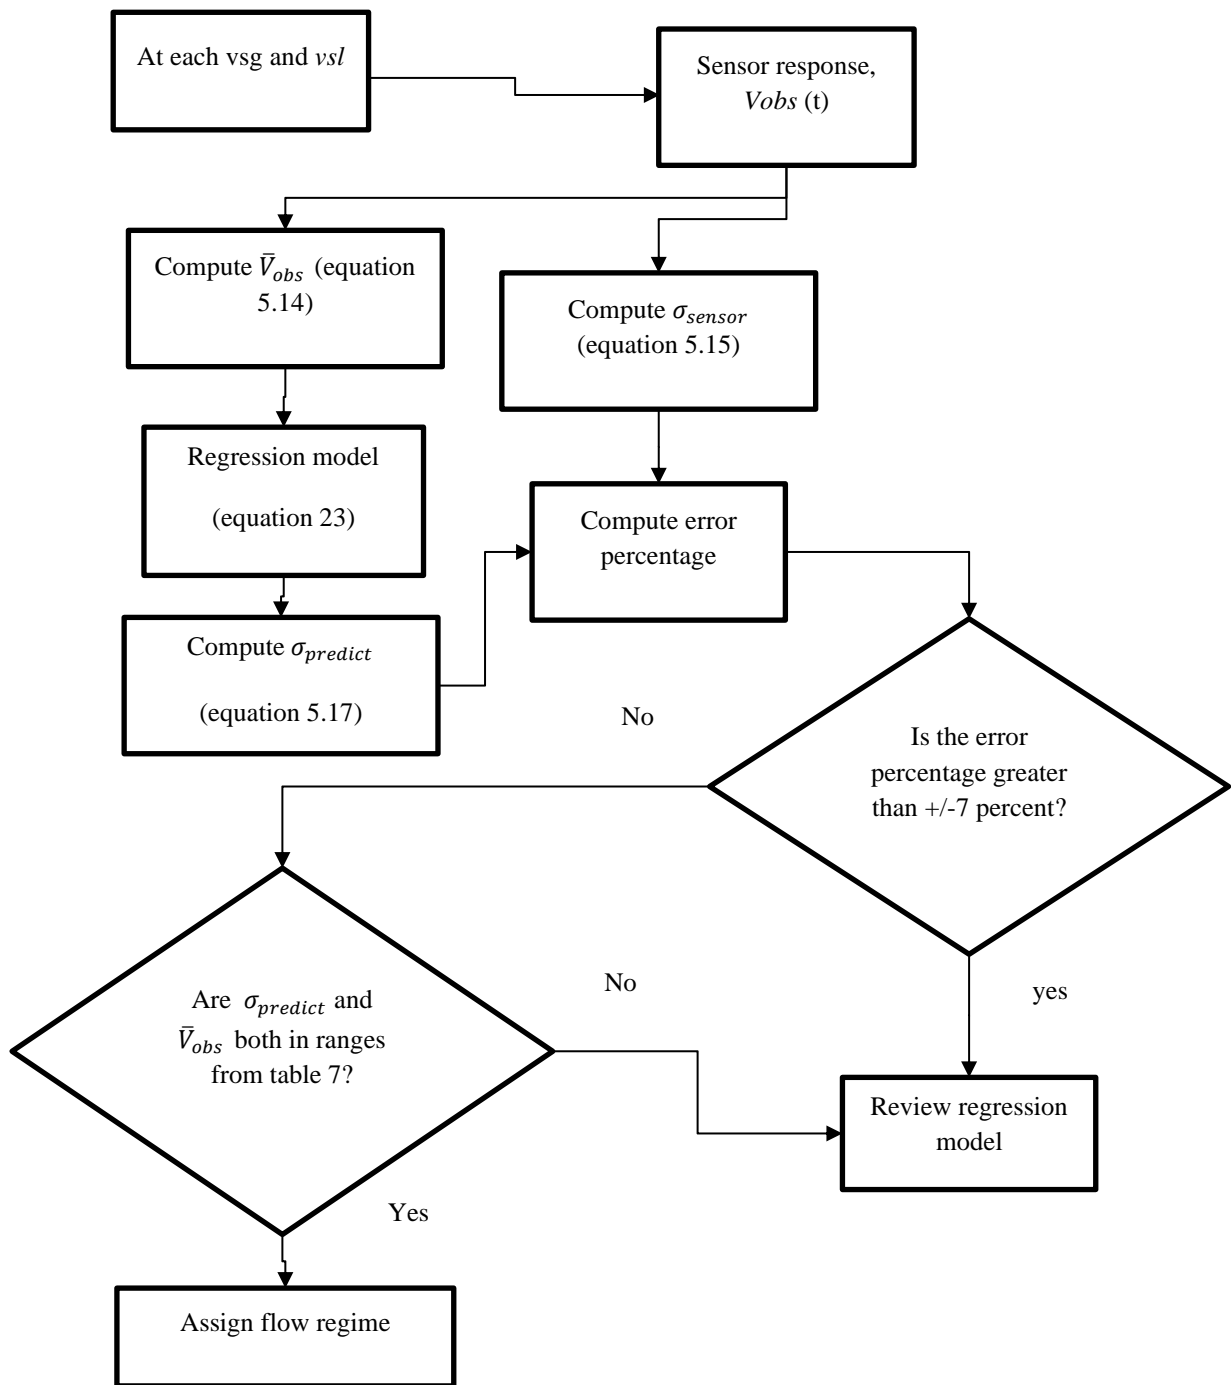 At each vsg and vsl
Sensor response,
Vobs (t)
Compute V̄obs (equation
5.14)
Compute σsensor
(equation 5.15)
Regression model
(equation 23)
Compute error
percentage
Compute σpredict
(equation 5.17)
No
Is the error
percentage greater
than +/-7 percent?
Are σpredict and
V̄obs both in ranges
from table 7?
No
yes
Review regression
model
Yes
Assign flow regime